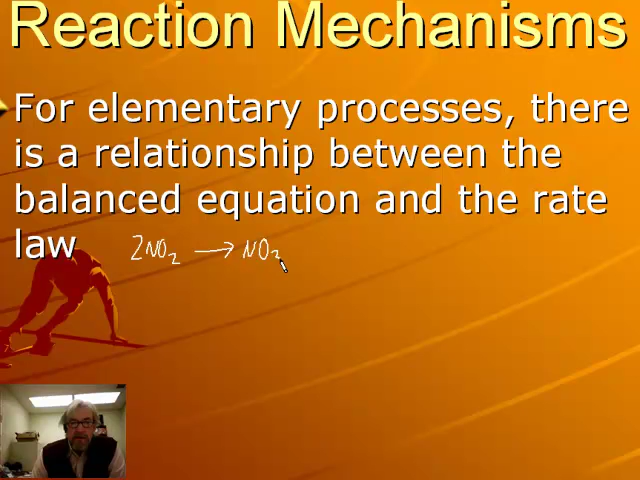 Reaction Mechanisms
For elementary processes, there
is a relationship between the
balanced equation and the rate
law 2NO₂ → NO₃